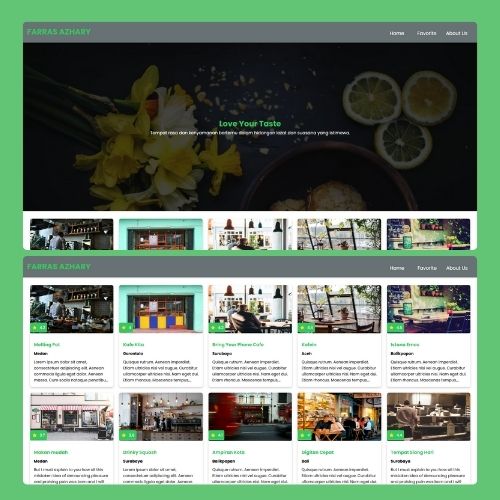 FARRAS AZHARY
Home Favorite About Us
Love Your Taste
Tempat rasa dan kenyamanan bertemu dalam hidangan lezat dan suasana yang istimewa.
FARRAS AZHARY
Home Favorite About Us
4.2
4
4.2
4.6
Melting Pot
Kafe Kita
Bring Your Phone Cafe
Kafein
Istana Emas
Medan
Gorontalo
Surabaya
Aceh
Balikpapan
Lorem ipsum dolor sit amet,
consectetuer adipiscing elit. Aenean
commodo ligula eget dolor. Aenean
massa. Cum sociis natoque penatibu...
Quisque rutrum. Aenean imperdiet.
Etiam ultricies nisi vel augue. Curabitur
ullamcorper ultricies nisi. Nam eget dui.
Etiam rhoncus. Maecenas tempus,...
Quisque rutrum. Aenean imperdiet.
Etiam ultricies nisi vel augue. Curabitur
ullamcorper ultricies nisi. Nam eget dui.
Etiam rhoncus. Maecenas tempus,...
Quisque rutrum. Aenean imperdiet.
Etiam ultricies nisi vel augue. Curabitur
ullamcorper ultricies nisi. Nam eget dui.
Etiam rhoncus. Maecenas tempus,...
Quisque rutrum. Aenean imperdiet.
Etiam ultricies nisi vel augue. Curabitur
ullamcorper ultricies nisi. Nam eget dui.
Etiam rhoncus. Maecenas tempus,...
3.7
3.9
4.1
4.4
Makan mudah
Drinky Squash
Ampiran Kota
Digitan Cepat
Tempat Siang Hari
Medan
Surabaya
Balikpapan
Bali
Surabaya
But I must explain to you how all this
mistaken idea of denouncing pleasure
and praising pain was born and I will
Lorem ipsum dolor sit amet,
consectetuer adipiscing elit. Aenean
commodo ligula eget dolor. Aenean
Quisque rutrum. Aenean imperdiet.
Etiam ultricies nisi vel augue. Curabitur
ullamcorper ultricies nisi. Nam eget dui.
Quisque rutrum. Aenean imperdiet.
Etiam ultricies nisi vel augue. Curabitur
ullamcorper ultricies nisi. Nam eget dui.
But I must explain to you how all this
mistaken idea of denouncing pleasure
and praising pain was born and I will